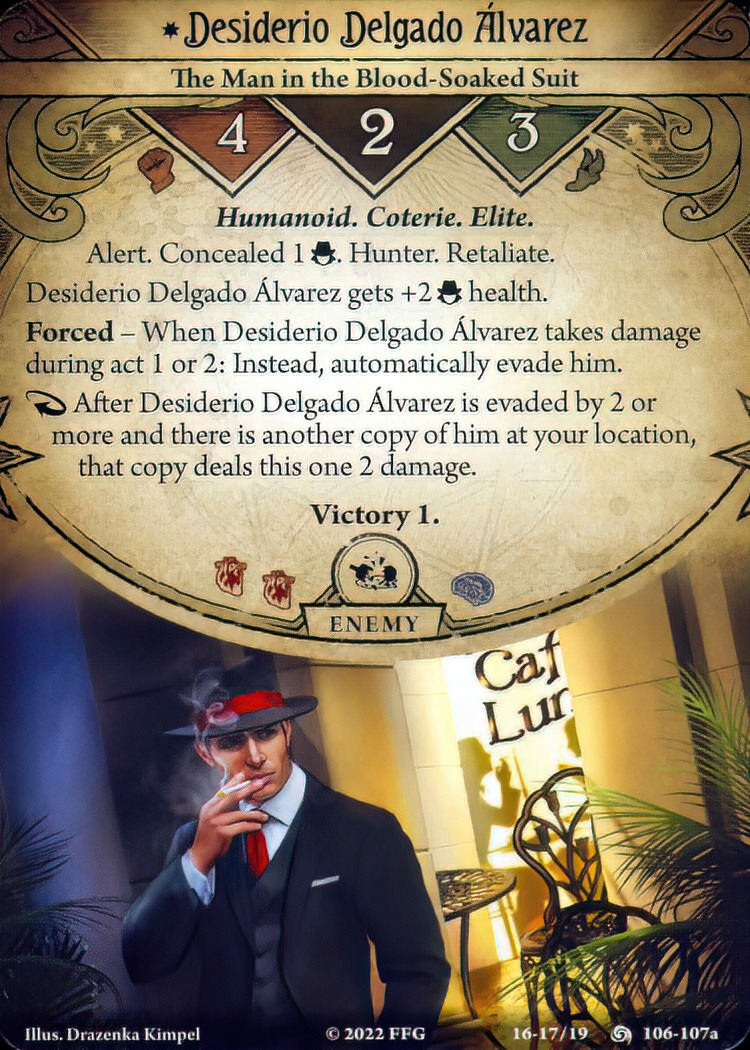 Desiderio Delgado Álvarez
The Man in the Blood-Soaked Suit
4 2 3
Humanoid. Coterie. Elite.
Alert. Concealed 1 . Hunter. Retaliate.
Desiderio Delgado Álvarez gets +2 health.
Forced – When Desiderio Delgado Álvarez takes damage
during act 1 or 2: Instead, automatically evade him.
After Desiderio Delgado Álvarez is evaded by 2 or
more and there is another copy of him at your location,
that copy deals this one 2 damage.
Victory 1.
ENEMY
Caf
Lun
Illus. Drazenka Kimpel © 2022 FFG 16-17/19 106-107a